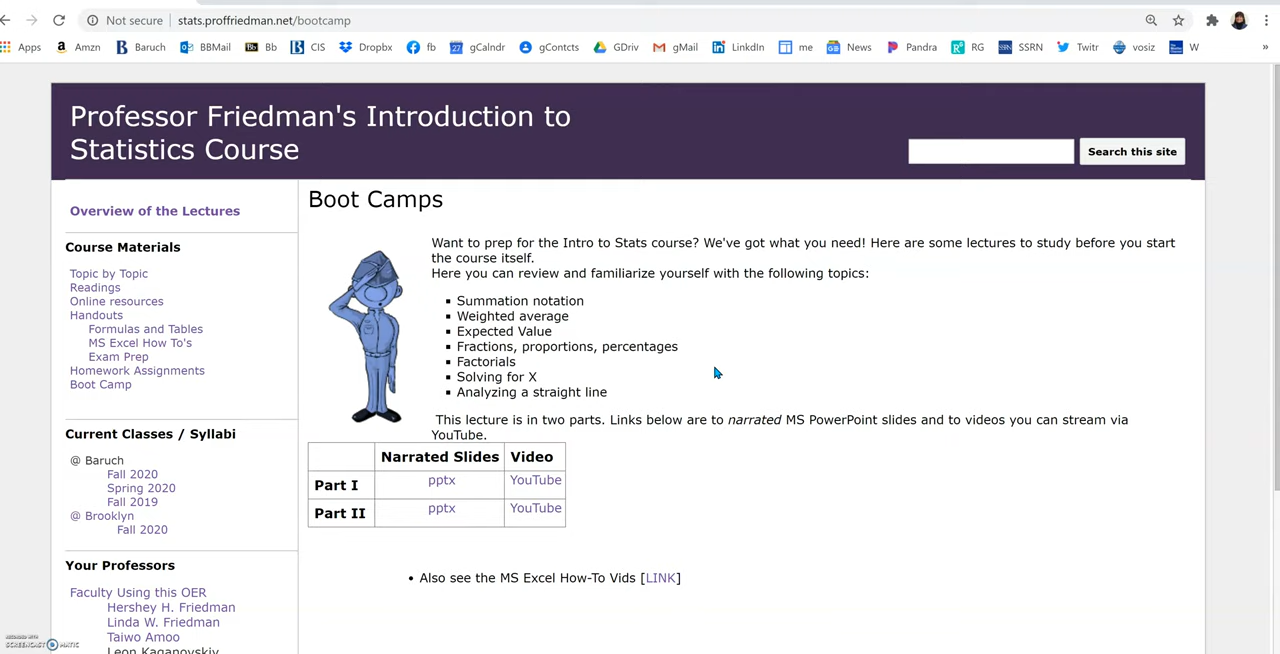 Not secure | stats.proffriedman.net/bootcamp
Apps Amzn Baruch BBMail Bb CIS Dropbx fb gCalndr gContcts GDriv gMail LinkdIn me News Pandra RG SSRN Twitr vosiz W »
Professor Friedman's Introduction to
Statistics Course
Search this site
Overview of the Lectures
Course Materials
Topic by Topic
Readings
Online resources
Handouts
Formulas and Tables
MS Excel How To's
Exam Prep
Homework Assignments
Boot Camp
Current Classes / Syllabi
@ Baruch
Fall 2020
Spring 2020
Fall 2019
@ Brooklyn
Fall 2020
Your Professors
Faculty Using this OER
Hershey H. Friedman
Linda W. Friedman
Taiwo Amoo
Leon Kaganovskiy
Boot Camps
Want to prep for the Intro to Stats course? We've got what you need! Here are some lectures to study before you start
the course itself.
Here you can review and familiarize yourself with the following topics:
▪ Summation notation
▪ Weighted average
▪ Expected Value
▪ Fractions, proportions, percentages
▪ Factorials
▪ Solving for X
▪ Analyzing a straight line
This lecture is in two parts. Links below are to narrated MS PowerPoint slides and to videos you can stream via
YouTube.
Narrated Slides Video
Part I pptx YouTube
Part II pptx YouTube
• Also see the MS Excel How-To Vids [LINK]
RECORDED WITH
SCREENCAST MATIC